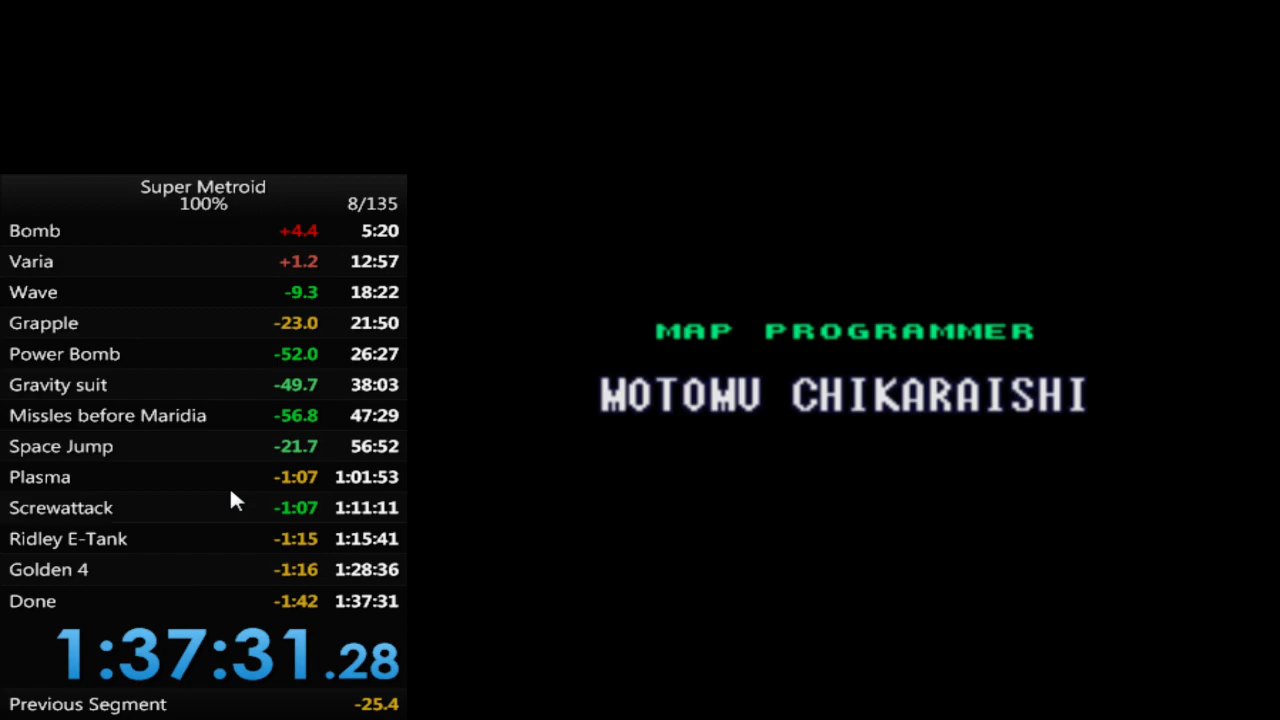 Super Metroid
100% 8/135
Bomb +4.4 5:20
Varia +1.2 12:57
Wave -9.3 18:22
Grapple -23.0 21:50
Power Bomb -52.0 26:27
Gravity suit -49.7 38:03
Missles before Maridia -56.8 47:29
Space Jump -21.7 56:52
Plasma -1:07 1:01:53
Screwattack -1:07 1:11:11
Ridley E-Tank -1:15 1:15:41
Golden 4 -1:16 1:28:36
Done -1:42 1:37:31
1:37:31.28
Previous Segment -25.4
MAP PROGRAMMER
MOTOMU CHIKARAISHI